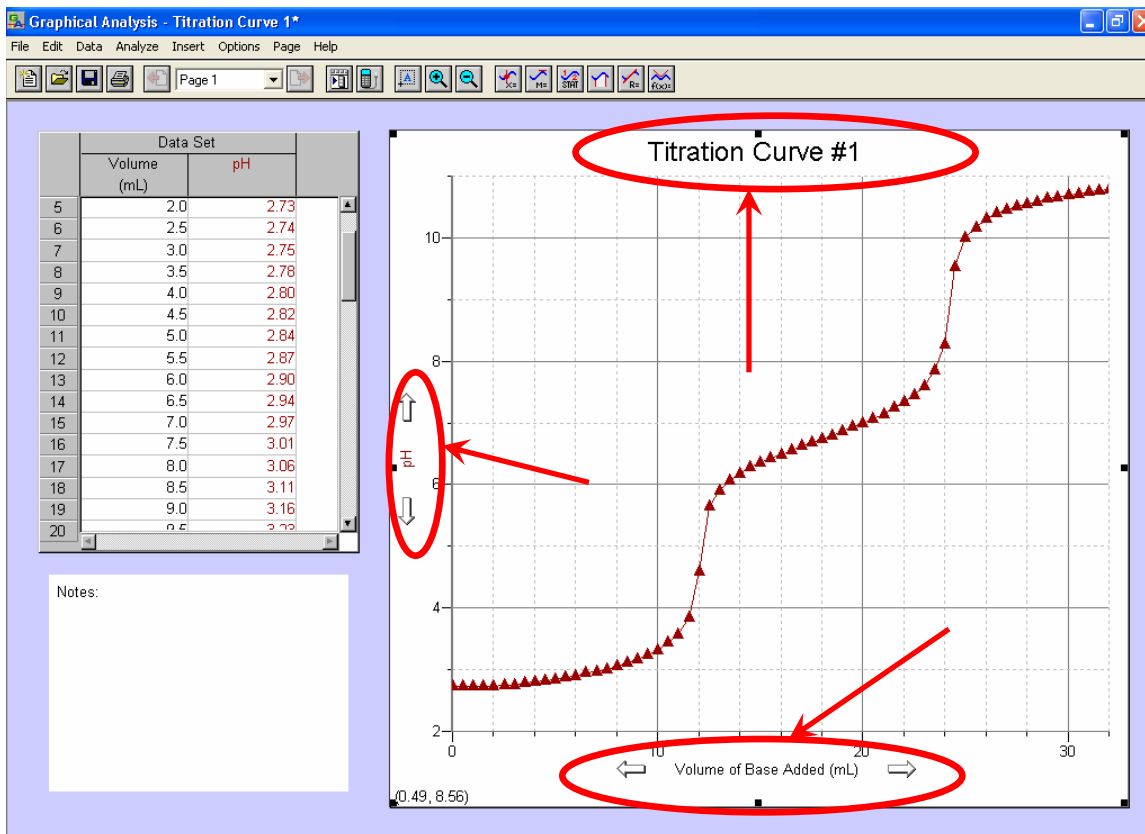 Graphical Analysis - Titration Curve 1*
File Edit Data Analyze Insert Options Page Help
Page 1 X= M= STAT R= f(x)=
Data Set
Volume (mL) pH
5 2.0 2.73
6 2.5 2.74
7 3.0 2.75
8 3.5 2.78
9 4.0 2.80
10 4.5 2.82
11 5.0 2.84
12 5.5 2.87
13 6.0 2.90
14 6.5 2.94
15 7.0 2.97
16 7.5 3.01
17 8.0 3.06
18 8.5 3.11
19 9.0 3.16
20 9.5 3.23
Notes:
Titration Curve #1
10
8
pH
6
4
2
0 10 20 30
Volume of Base Added (mL)
(0.49, 8.56)